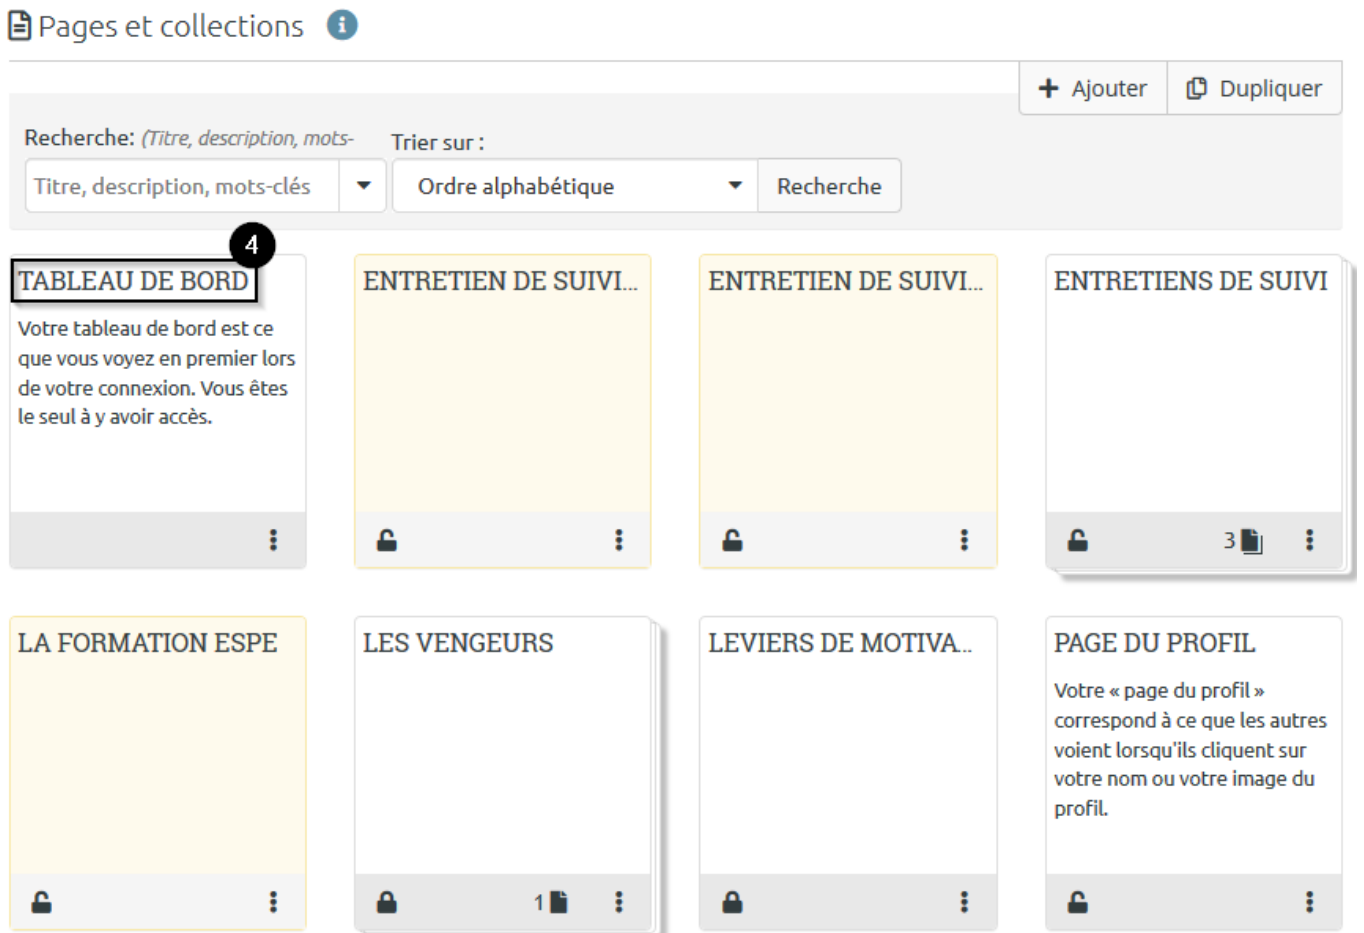 Pages et collections
Ajouter
Dupliquer
Recherche: (Titre, description, mots-
Trier sur :
Titre, description, mots-clés
Ordre alphabétique
Recherche
4
TABLEAU DE BORD
Votre tableau de bord est ce
que vous voyez en premier lors
de votre connexion. Vous êtes
le seul à y avoir accès.
ENTRETIEN DE SUIVI...
ENTRETIEN DE SUIVI...
ENTRETIENS DE SUIVI
3
LA FORMATION ESPE
LES VENGEURS
1
LEVIERS DE MOTIVA...
PAGE DU PROFIL
Votre « page du profil »
correspond à ce que les autres
voient lorsqu'ils cliquent sur
votre nom ou votre image du
profil.